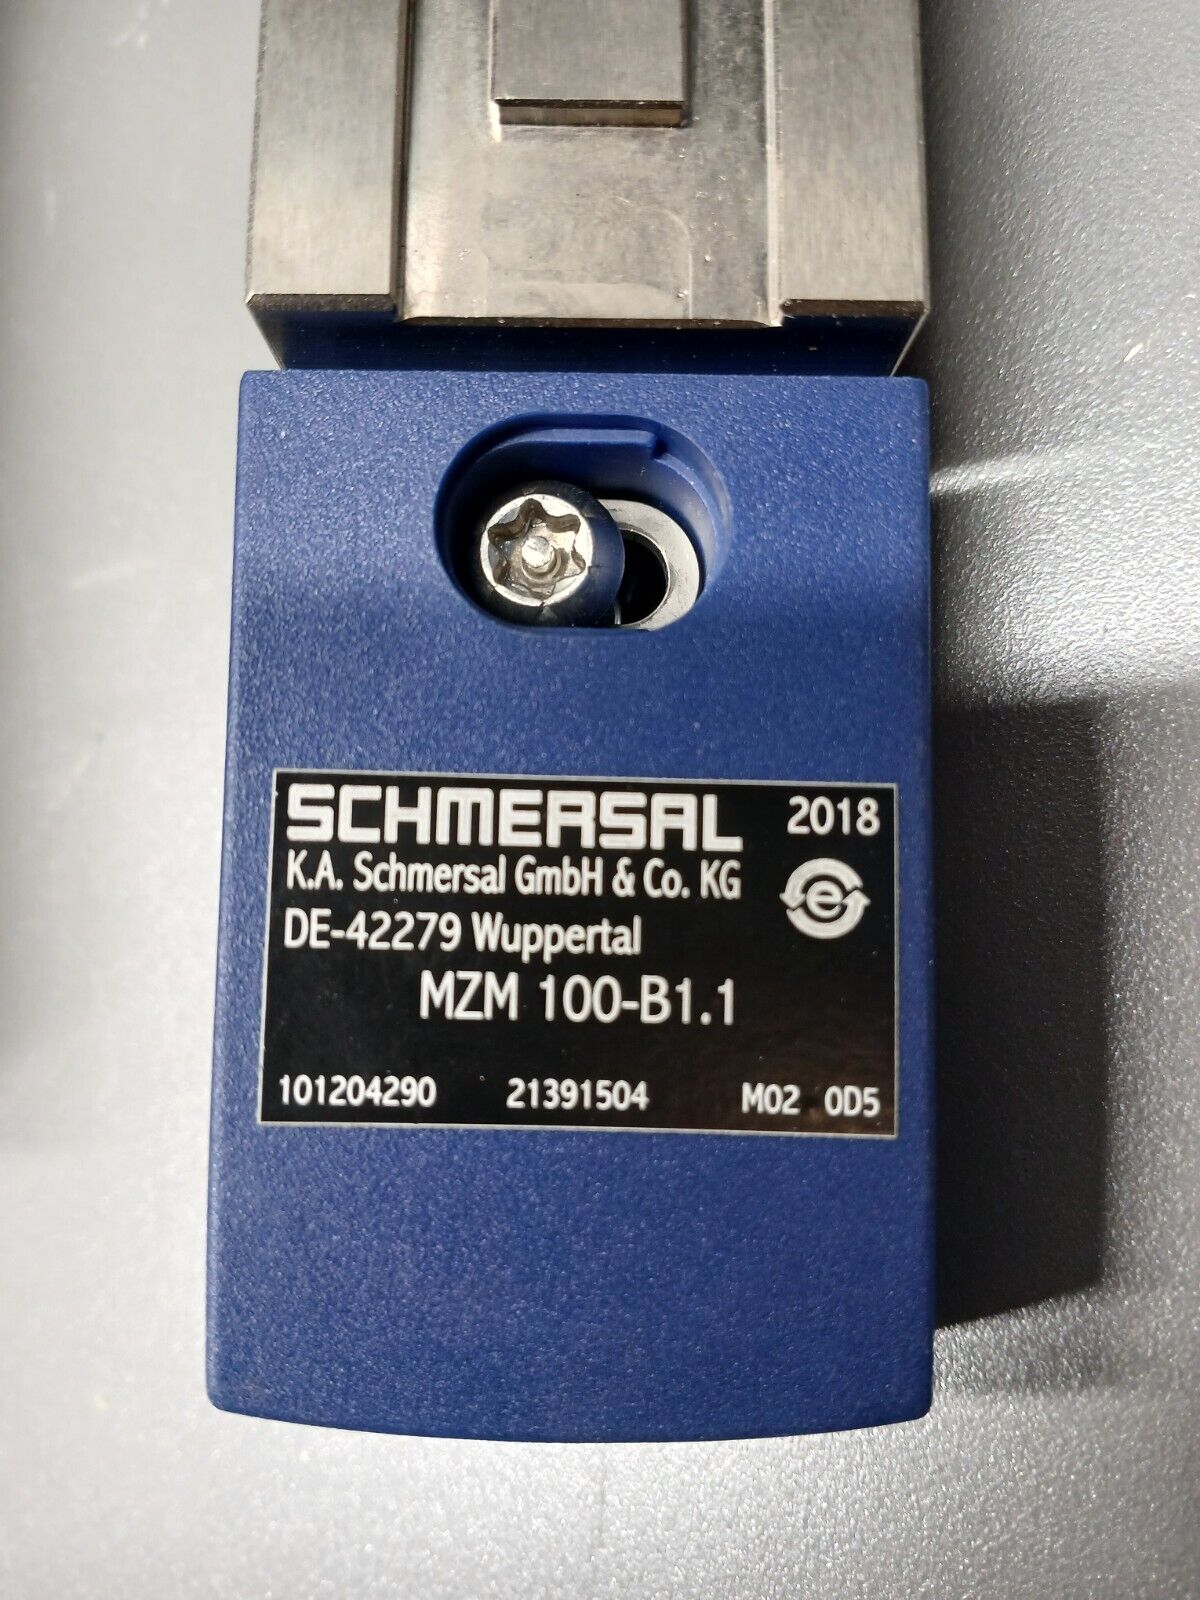 SCHMERSAL 2018
K.A. Schmersal GmbH & Co. KG
e
DE-42279 Wuppertal
MZM 100-B1.1
101204290 21391504 M02 0D5